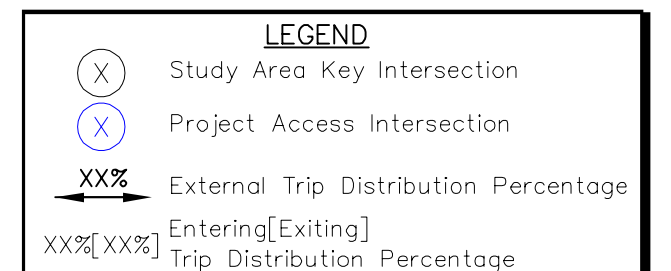 LEGEND
X Study Area Key Intersection
X Project Access Intersection
XX% External Trip Distribution Percentage
XX%[XX%] Entering[Exiting]
Trip Distribution Percentage